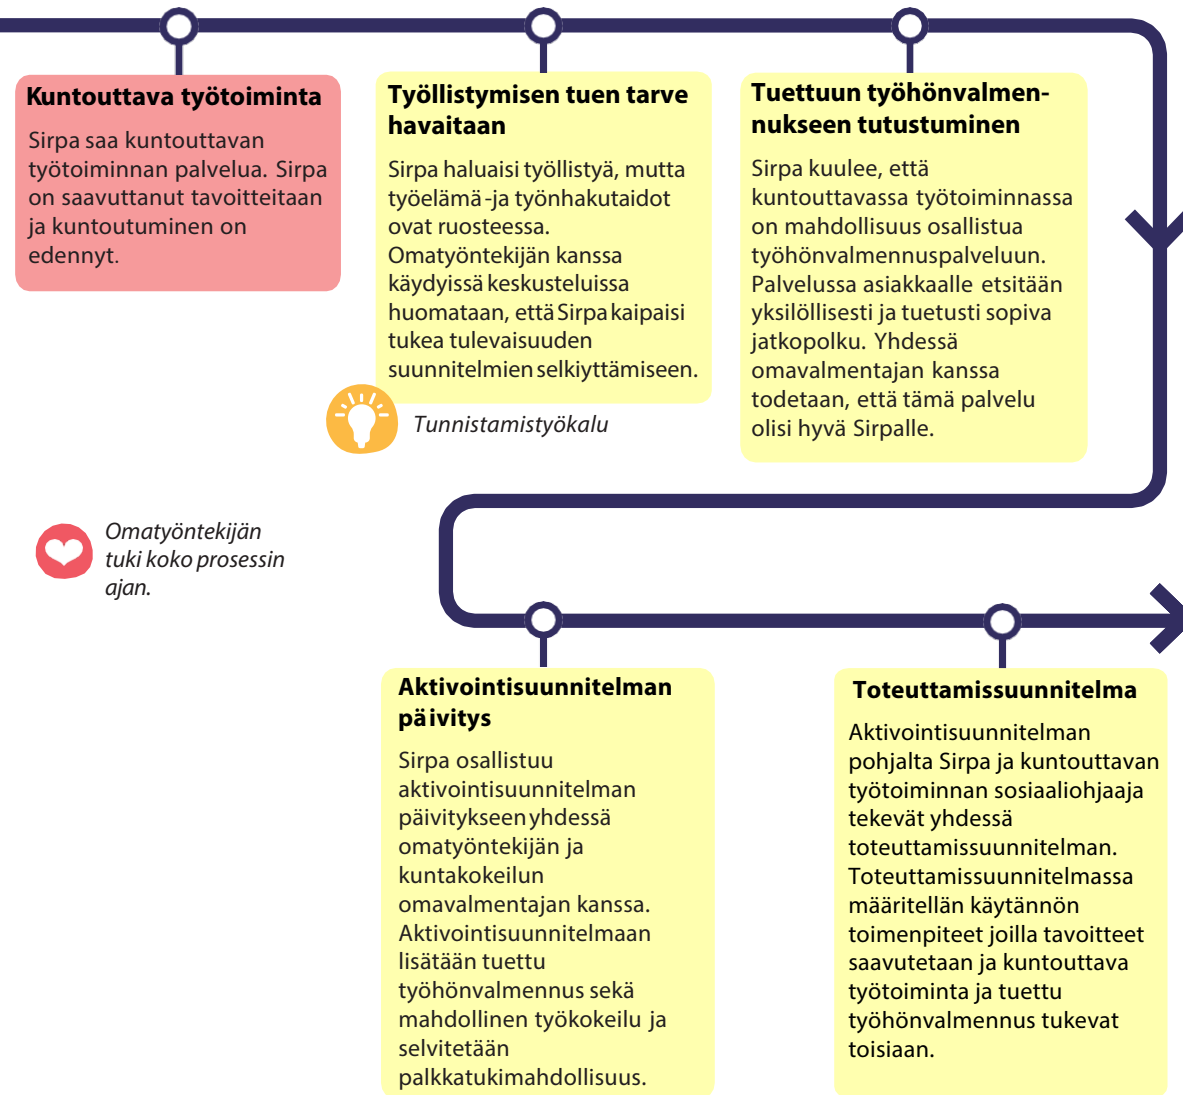 Kuntouttava työtoiminta
Sirpa saa kuntouttavan
työtoiminnan palvelua. Sirpa
on saavuttanut tavoitteitaan
ja kuntoutuminen on
edennyt.
Työllistymisen tuen tarve
havaitaan
Sirpa haluaisi työllistyä, mutta
työelämä -ja työnhakutaidot
ovat ruosteessa.
Omatyöntekijän kanssa
käydyissä keskusteluissa
huomataan, että Sirpa kaipaisi
tukea tulevaisuuden
suunnitelmien selkiyttämiseen.
Tunnistamistyökalu
Tuettuun työhönvalmen-
nukseen tutustuminen
Sirpa kuulee, että
kuntouttavassa työtoiminnassa
on mahdollisuus osallistua
työhönvalmennuspalveluun.
Palvelussa asiakkaalle etsitään
yksilöllisesti ja tuetusti sopiva
jatkopolku. Yhdessä
omavalmentajan kanssa
todetaan, että tämä palvelu
olisi hyvä Sirpalle.
Omatyöntekijän
tuki koko prosessin
ajan.
Aktivointisuunnitelman
päivitys
Sirpa osallistuu
aktivointisuunnitelman
päivitykseen yhdessä
omatyöntekijän ja
kuntakokeilun
omavalmentajan kanssa.
Aktivointisuunnitelmaan
lisätään tuettu
työhönvalmennus sekä
mahdollinen työkokeilu ja
selvitetään
palkkatukimahdollisuus.
Toteuttamissuunnitelma
Aktivointisuunnitelman
pohjalta Sirpa ja kuntouttavan
työtoiminnan sosiaaliohjaaja
tekevät yhdessä
toteuttamissuunnitelman.
Toteuttamissuunnitelmassa
määritellän käytännön
toimenpiteet joilla tavoitteet
saavutetaan ja kuntouttava
työtoiminta ja tuettu
työhönvalmennus tukevat
toisiaan.